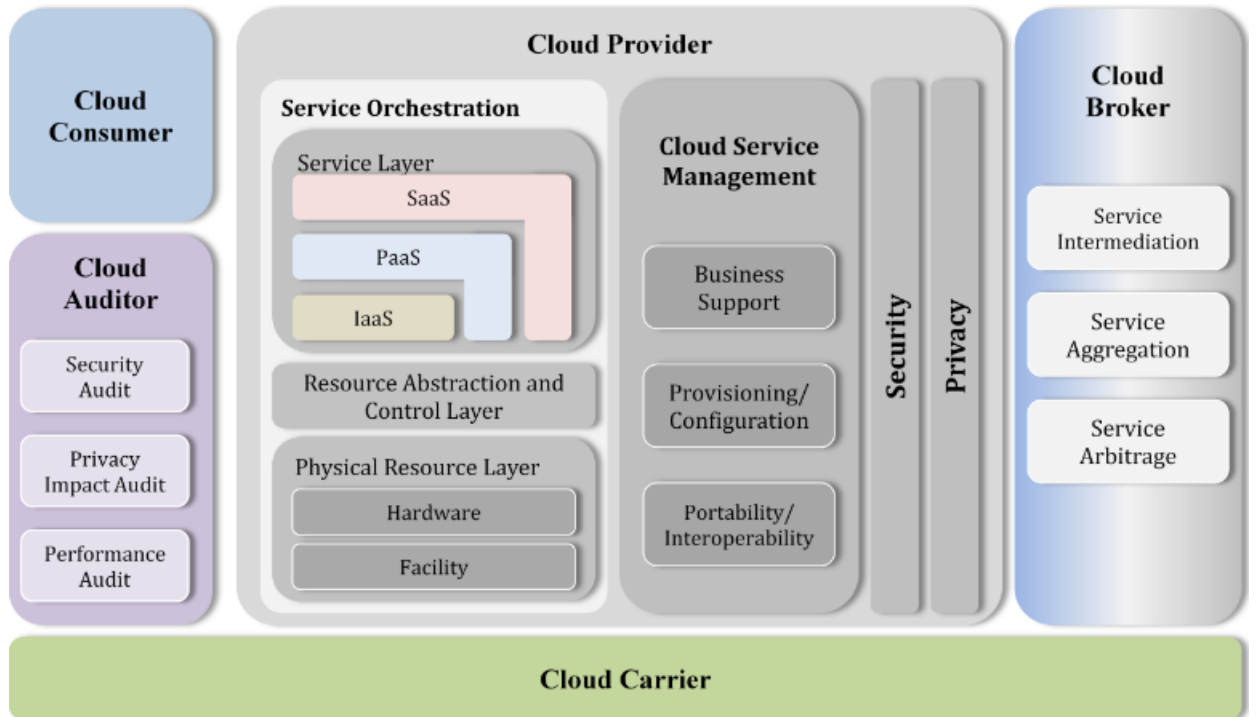 Cloud
Consumer
Cloud
Auditor
Security
Audit
Privacy
Impact Audit
Performance
Audit
Cloud Provider
Service Orchestration
Service Layer
SaaS
PaaS
IaaS
Resource Abstraction and
Control Layer
Physical Resource Layer
Hardware
Facility
Cloud Service
Management
Business
Support
Provisioning/
Configuration
Portability/
Interoperability
Security
Privacy
Cloud
Broker
Service
Intermediation
Service
Aggregation
Service
Arbitrage
Cloud Carrier